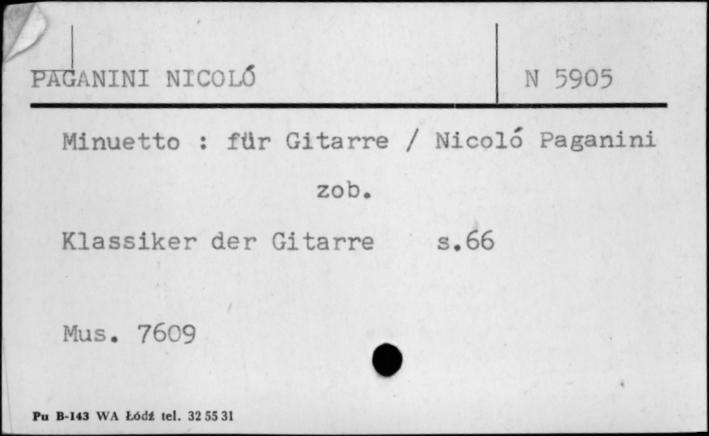 PAGANINI NICOLÓ N 5905
Minuetto : für Gitarre / Nicoló Paganini
zob.
Klassiker der Gitarre s.66
Mus. 7609
Pu B-143 WA Łódź tel. 32 55 31